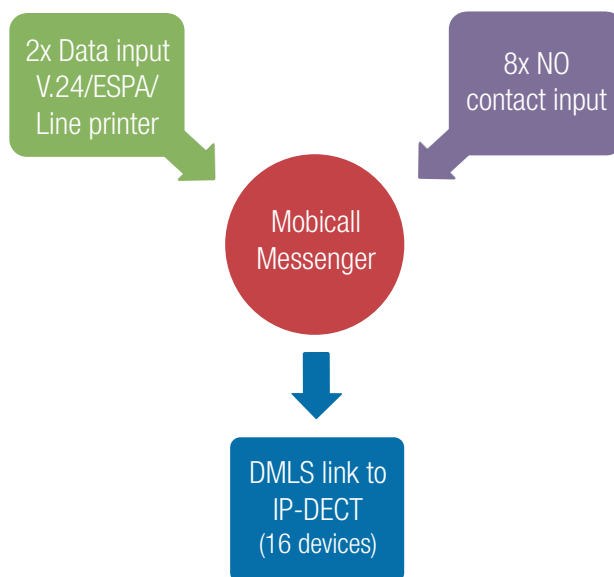 2x Data input
V.24/ESPA/
Line printer
8x NO
contact input
Mobicall
Messenger
DMLS link to
IP-DECT
(16 devices)